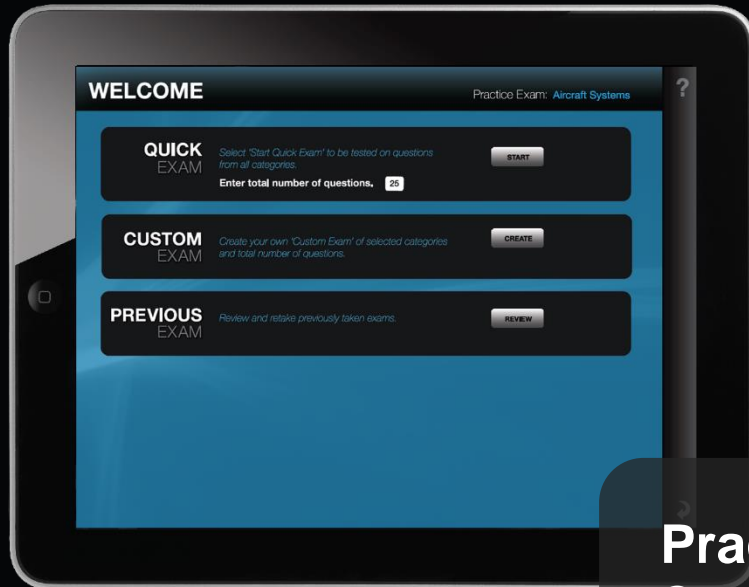 WELCOME
Practice Exam: Aircraft Systems
?
QUICK
EXAM
Select 'Start Quick Exam' to be tested on questions
from all categories.
Enter total number of questions. 25
START
CUSTOM
EXAM
Create your own 'Custom Exam' of selected categories
and total number of questions.
CREATE
PREVIOUS
EXAM
Review and retake previously taken exams.
REVIEW
Prac